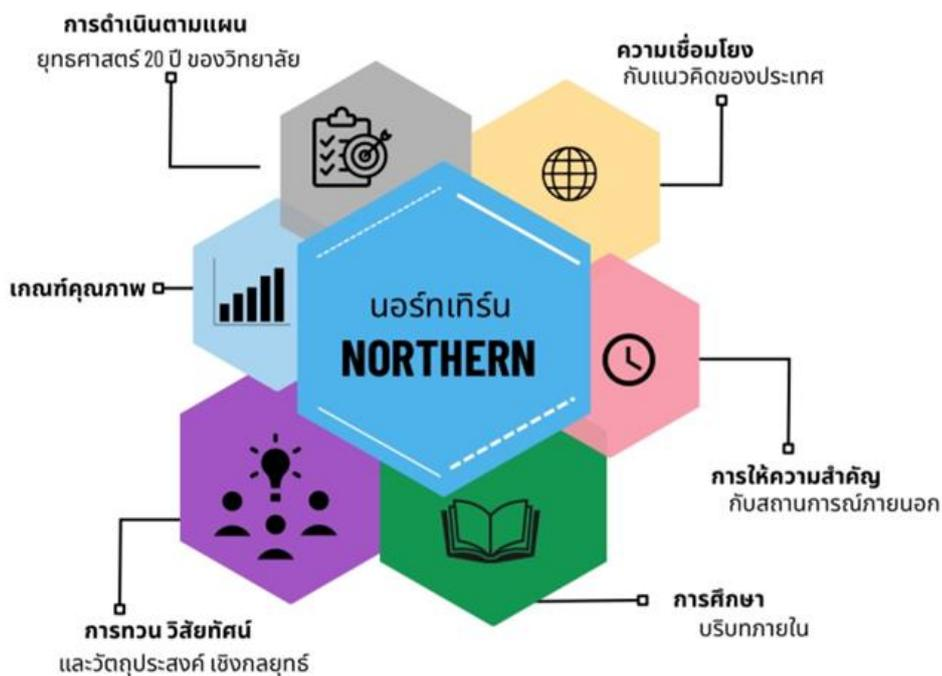 การดำเนินตามแผน
ยุทธศาสตร์ 20 ปี ของวิทยาลัย
ความเชื่อมโยง
กับแนวคิดของประเทศ
เกณฑ์คุณภาพ
นอร์ทเทิร์น
NORTHERN
การให้ความสำคัญ
กับสถานการณ์ภายนอก
การศึกษา
บริบทภายใน
การทวน วิสัยทัศน์
และวัตถุประสงค์ เชิงกลยุทธ์